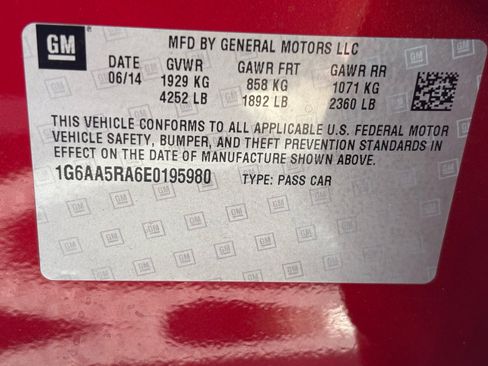 GM
MFD BY GENERAL MOTORS LLC
DATE GVWR GAWR FRT GAWR RR
06/14 1929 KG 858 KG 1071 KG
4252 LB 1892 LB 2360 LB
THIS VEHICLE CONFORMS TO ALL APPLICABLE U.S. FEDERAL MOTOR
VEHICLE SAFETY, BUMPER, AND THEFT PREVENTION STANDARDS IN
EFFECT ON THE DATE OF MANUFACTURE SHOWN ABOVE.
1G6AA5RA6E0195980 TYPE: PASS CAR